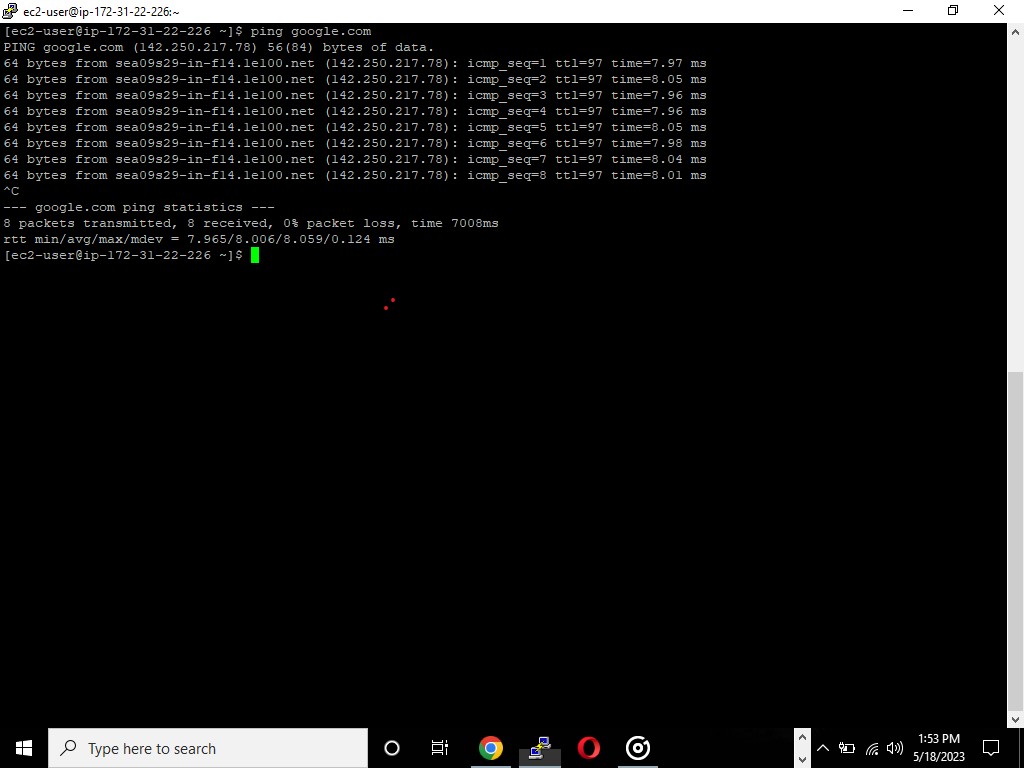 ec2-user@ip-172-31-22-226:~
[ec2-user@ip-172-31-22-226 ~]$ ping google.com
PING google.com (142.250.217.78) 56(84) bytes of data.
64 bytes from sea09s29-in-f14.1e100.net (142.250.217.78): icmp_seq=1 ttl=97 time=7.97 ms
64 bytes from sea09s29-in-f14.1e100.net (142.250.217.78): icmp_seq=2 ttl=97 time=8.05 ms
64 bytes from sea09s29-in-f14.1e100.net (142.250.217.78): icmp_seq=3 ttl=97 time=7.96 ms
64 bytes from sea09s29-in-f14.1e100.net (142.250.217.78): icmp_seq=4 ttl=97 time=7.96 ms
64 bytes from sea09s29-in-f14.1e100.net (142.250.217.78): icmp_seq=5 ttl=97 time=8.05 ms
64 bytes from sea09s29-in-f14.1e100.net (142.250.217.78): icmp_seq=6 ttl=97 time=7.98 ms
64 bytes from sea09s29-in-f14.1e100.net (142.250.217.78): icmp_seq=7 ttl=97 time=8.04 ms
64 bytes from sea09s29-in-f14.1e100.net (142.250.217.78): icmp_seq=8 ttl=97 time=8.01 ms
^C
--- google.com ping statistics ---
8 packets transmitted, 8 received, 0% packet loss, time 7008ms
rtt min/avg/max/mdev = 7.965/8.006/8.059/0.124 ms
[ec2-user@ip-172-31-22-226 ~]$
Type here to search
1:53 PM
5/18/2023